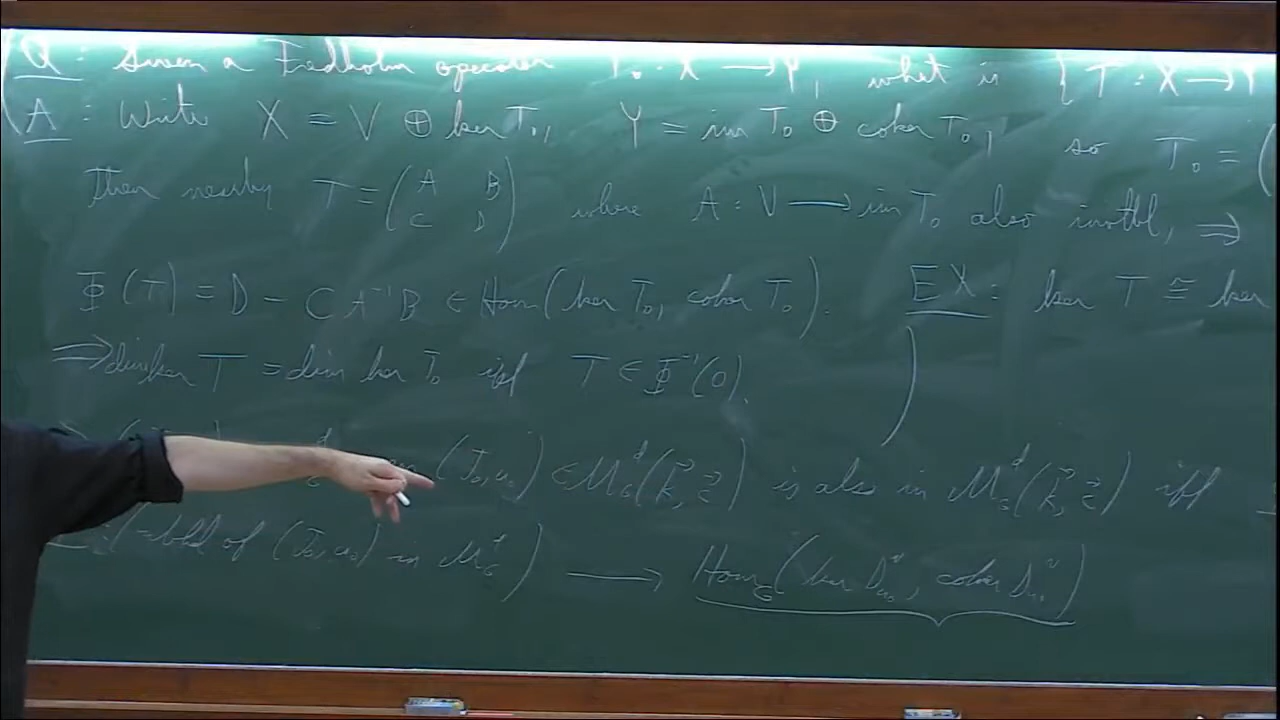 Q : Given a Fredholm operator T₀ : X → Y, what is { T : X → Y
A : Write X = V ⊕ ker T₀, Y = im T₀ ⊕ coker T₀, so T₀ = (
Then nearby T = ( A B ; C D ) where A : V → im T₀ also invtbl, ⇒
Φ(T) = D − CA⁻¹B ∈ Hom(ker T₀, coker T₀). EX : ker T ≅ ker
⇒ dim ker T = dim ker T₀ iff T ∈ Φ⁻¹(0). )
(J₀, u₀) ∈ M^d_G(k, c) is also in M^d_G(k, c) iff
(nbhd of (J₀, u₀) in M^d_G) → Hom_G(ker D_{u₀}, coker D_{u₀})